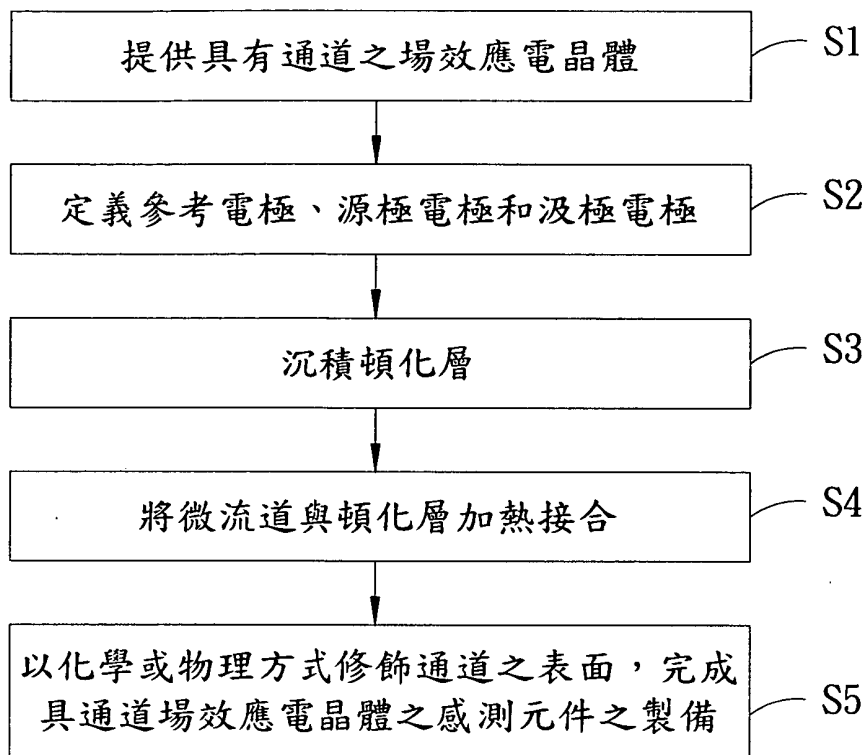 提供具有通道之場效應電晶體
S1
定義參考電極、源極電極和汲極電極
S2
沉積頓化層
S3
將微流道與頓化層加熱接合
S4
以化學或物理方式修飾通道之表面，完成
具通道場效應電晶體之感測元件之製備
S5